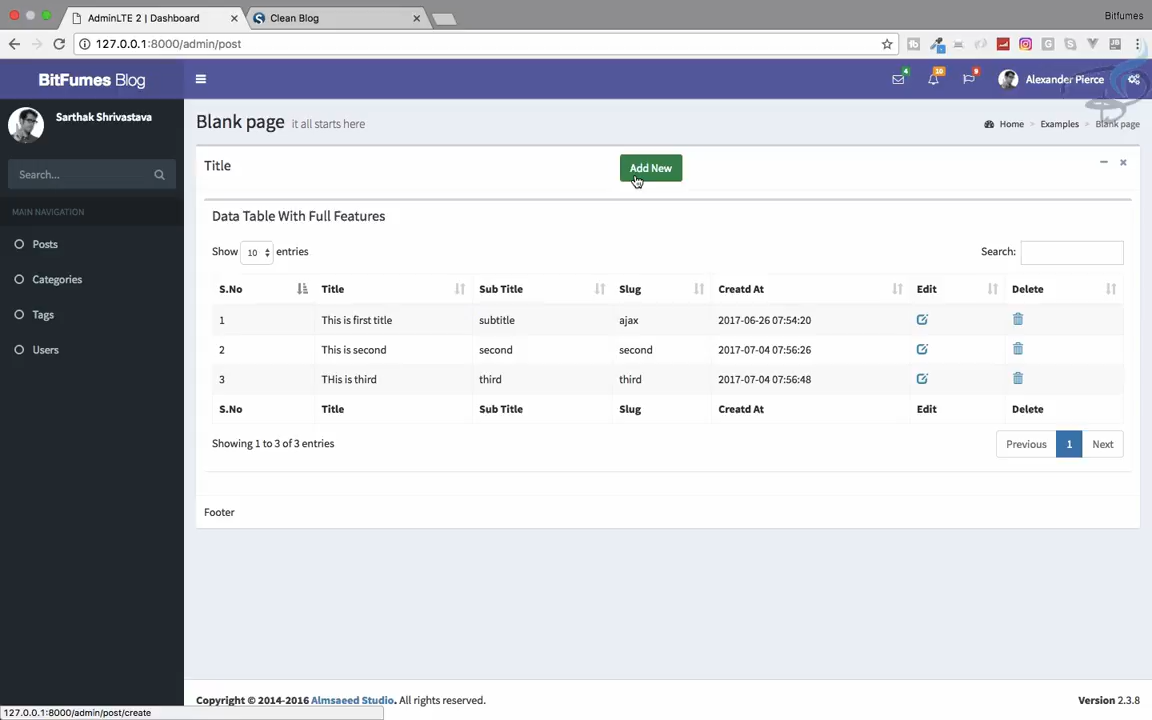 AdminLTE 2 | Dashboard
Clean Blog
Bitfumes
127.0.0.1:8000/admin/post
BitFumes Blog
4
10
9
Alexander Pierce
Sarthak Shrivastava
Search...
MAIN NAVIGATION
Posts
Categories
Tags
Users
Blank page it all starts here
Home > Examples > Blank page
Title
Add New
Data Table With Full Features
Show 10 entries
Search:
S.No Title Sub Title Slug Creatd At Edit Delete
1 This is first title subtitle ajax 2017-06-26 07:54:20
2 This is second second second 2017-07-04 07:56:26
3 THis is third third third 2017-07-04 07:56:48
S.No Title Sub Title Slug Creatd At Edit Delete
Showing 1 to 3 of 3 entries
Previous 1 Next
Footer
Copyright © 2014-2016 Almsaeed Studio. All rights reserved.
Version 2.3.8
127.0.0.1:8000/admin/post/create